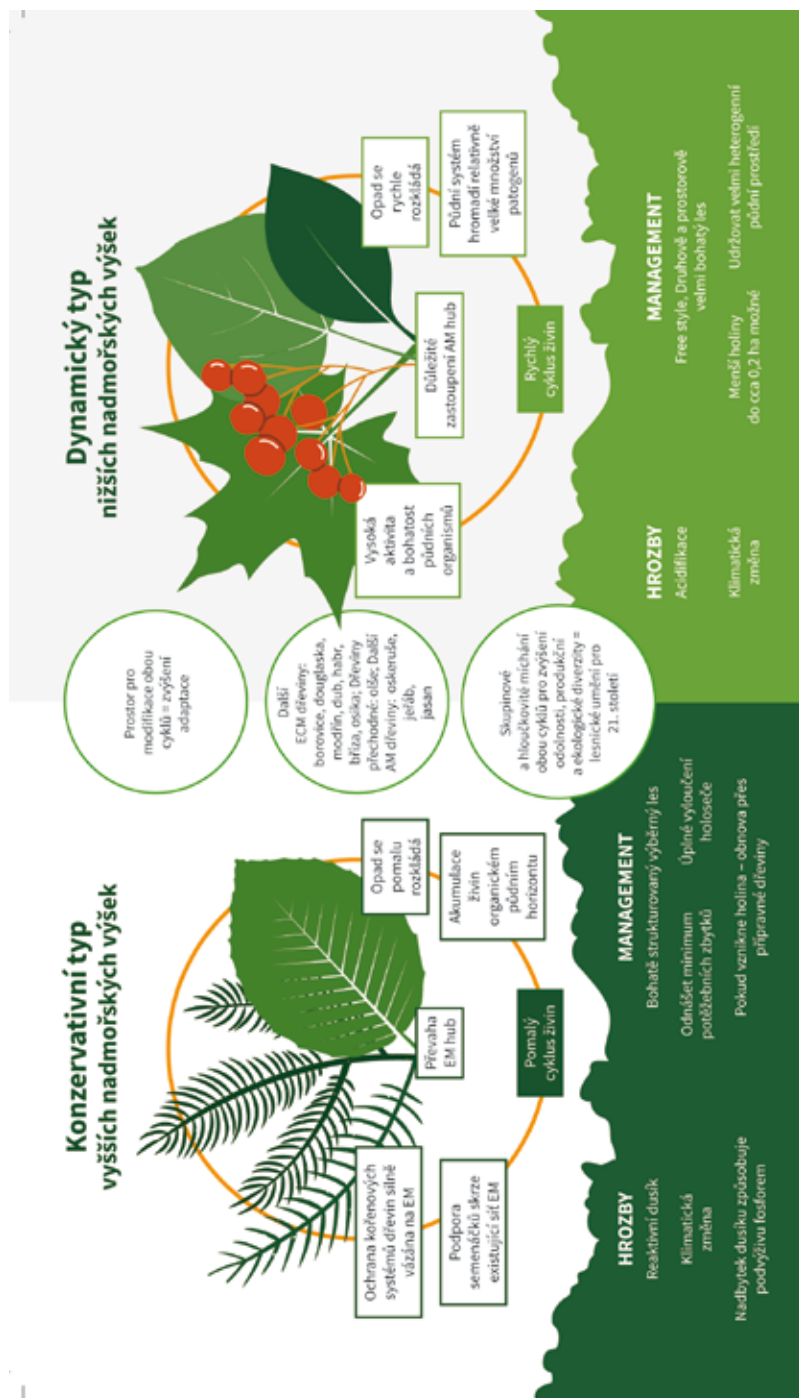 Konzervativní typ
vyšších nadmořských výšek
Ochrana kořenových
systémů dřevin silně
vázána na EM
Převaha
EM hub
Opad se
pomalu
rozkládá
Podpora
semenáčků skrze
existující síť EM
Akumulace
živin
organickém
půdním
horizontu
Pomalý
cyklus živin
HROZBY
Reaktivní dusík
Klimatická
změna
Nadbytek dusíku způsobuje
podvýživu fosforem
MANAGEMENT
Bohatě strukturovaný výběrný les
Odnášet minimum
potěžebních zbytků
Úplné vyloučení
holoseče
Pokud vznikne holina – obnova přes
přípravné dřeviny
Prostor pro
modifikace obou
cyklů = zvýšení
adaptace
Další
ECM dřeviny:
borovice, douglaska,
modřín, dub, habr,
bříza, osika; Dřeviny
přechodné: olše; Další
AM dřeviny: oskeruše,
jeřáb,
jasan
Skupinové
a hloučkovité míchání
obou cyklů pro zvýšení
odolnosti, produkční
a ekologické diverzity =
lesnické umění pro
21. století
Dynamický typ
nižších nadmořských výšek
Vysoká
aktivita
a bohatost
půdních
organismů
Důležité
zastoupení AM hub
Opad se
rychle
rozkládá
Půdní systém
hromadí relativně
velké množství
patogenů
Rychlý
cyklus živin
HROZBY
Acidifikace
Klimatická
změna
MANAGEMENT
Free style, Druhově a prostorově
velmi bohatý les
Menší holiny
do cca 0,2 ha možné
Udržovat velmi heterogenní
půdní prostředí